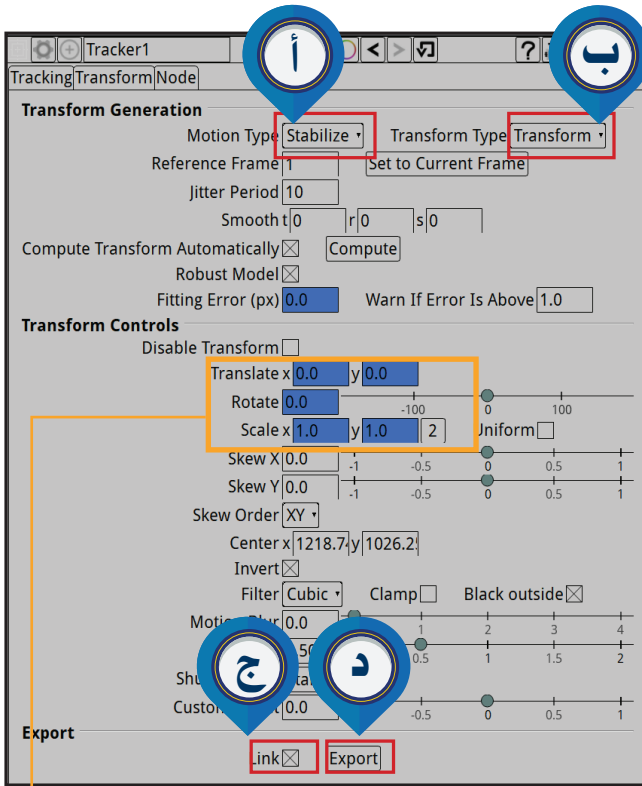 Tracker1 ?
أ ب
Tracking Transform Node
Transform Generation
Motion Type Stabilize Transform Type Transform
Reference Frame 1 Set to Current Frame
Jitter Period 10
Smooth t 0 r 0 s 0
Compute Transform Automatically Compute
Robust Model
Fitting Error (px) 0.0 Warn If Error Is Above 1.0
Transform Controls
Disable Transform
Translate x 0.0 y 0.0
Rotate 0.0 -100 0 100
Scale x 1.0 y 1.0 2 Uniform
Skew X 0.0 -1 -0.5 0 0.5 1
Skew Y 0.0 -1 -0.5 0 0.5 1
Skew Order XY
Center x 1218.74 y 1026.25
Invert
Filter Cubic Clamp Black outside
0.0 1 2 3 4
0.5 1 1.5 2
ج د
Custom 0.0 -0.5 0 0.5 1
Export
Link Export